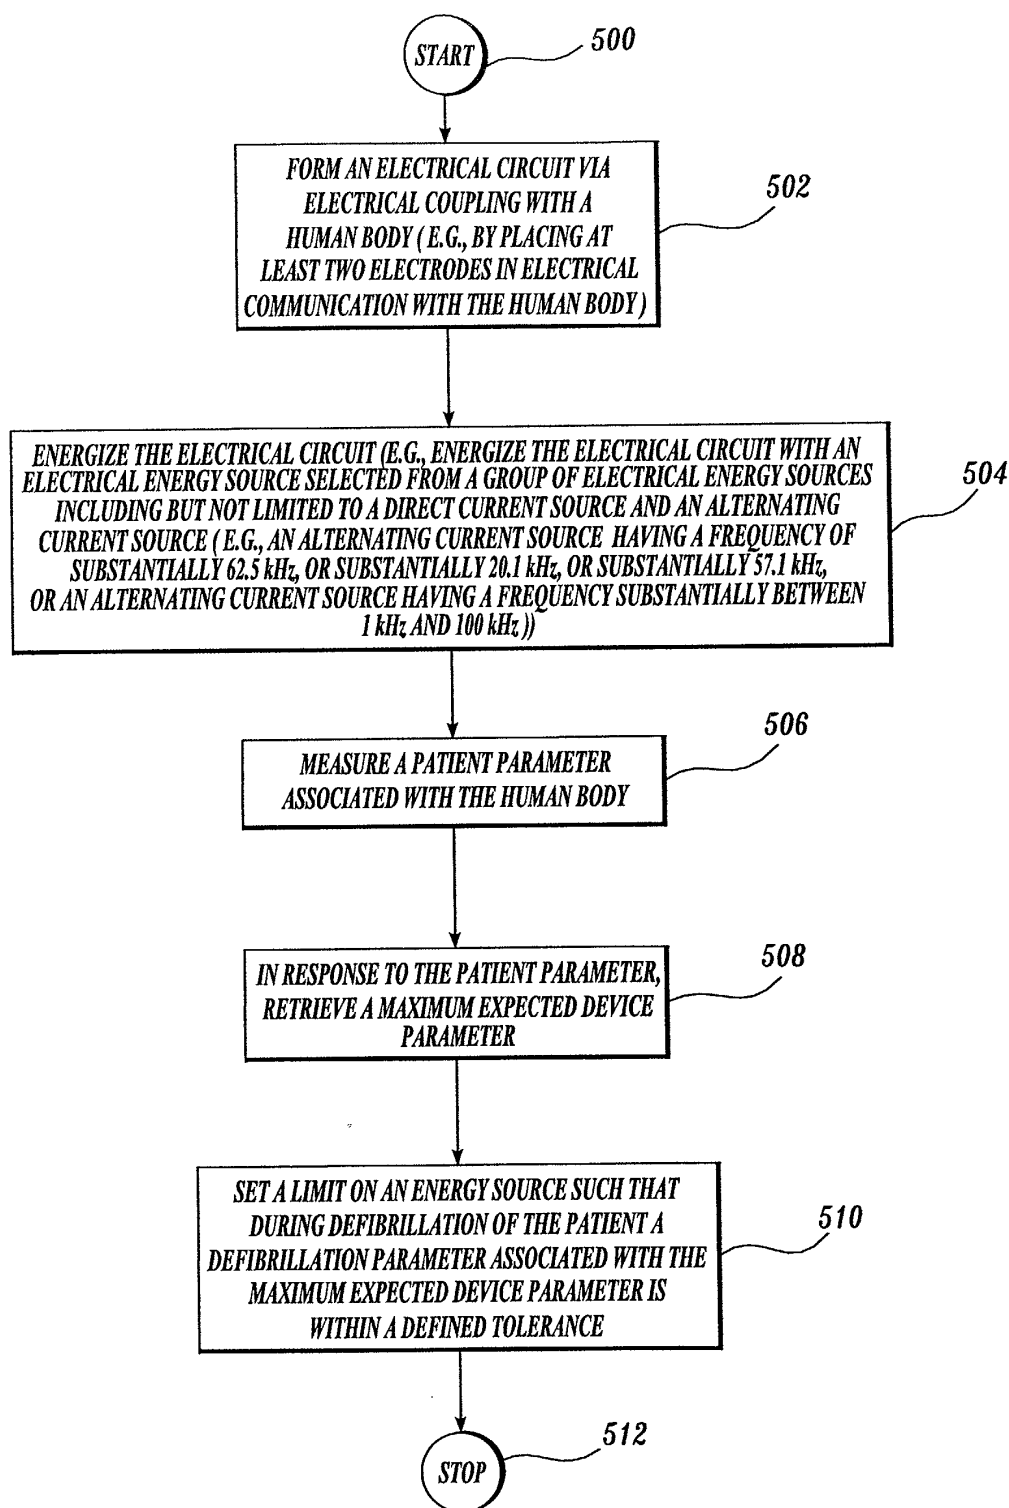 START
500
FORM AN ELECTRICAL CIRCUIT VIA
ELECTRICAL COUPLING WITH A
HUMAN BODY ( E.G., BY PLACING AT
LEAST TWO ELECTRODES IN ELECTRICAL
COMMUNICATION WITH THE HUMAN BODY )
502
ENERGIZE THE ELECTRICAL CIRCUIT (E.G., ENERGIZE THE ELECTRICAL CIRCUIT WITH AN
ELECTRICAL ENERGY SOURCE SELECTED FROM A GROUP OF ELECTRICAL ENERGY SOURCES
INCLUDING BUT NOT LIMITED TO A DIRECT CURRENT SOURCE AND AN ALTERNATING
CURRENT SOURCE ( E.G., AN ALTERNATING CURRENT SOURCE HAVING A FREQUENCY OF
SUBSTANTIALLY 62.5 kHz, OR SUBSTANTIALLY 20.1 kHz, OR SUBSTANTIALLY 57.1 kHz,
OR AN ALTERNATING CURRENT SOURCE HAVING A FREQUENCY SUBSTANTIALLY BETWEEN
1 kHz AND 100 kHz ))
504
MEASURE A PATIENT PARAMETER
ASSOCIATED WITH THE HUMAN BODY
506
IN RESPONSE TO THE PATIENT PARAMETER,
RETRIEVE A MAXIMUM EXPECTED DEVICE
PARAMETER
508
SET A LIMIT ON AN ENERGY SOURCE SUCH THAT
DURING DEFIBRILLATION OF THE PATIENT A
DEFIBRILLATION PARAMETER ASSOCIATED WITH THE
MAXIMUM EXPECTED DEVICE PARAMETER IS
WITHIN A DEFINED TOLERANCE
510
STOP
512